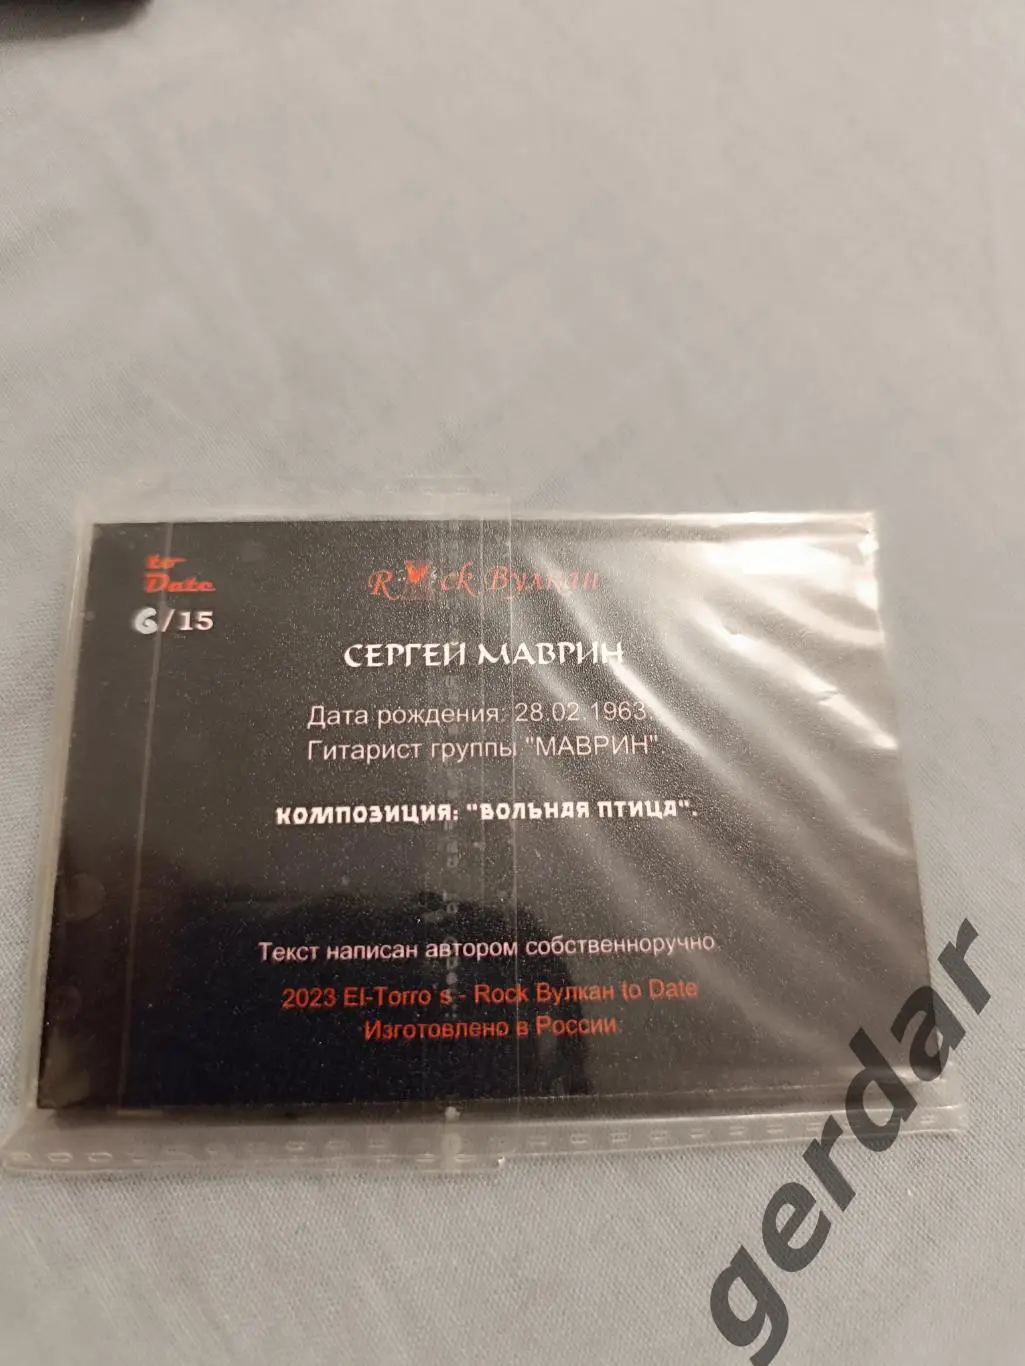 to
Date
6/15
Rock Вулкан
СЕРГЕЙ МАВРИН
Дата рождения: 28.02.1963.
Гитарист группы "МАВРИН".
КОМПОЗИЦИЯ: "ВОЛЬНАЯ ПТИЦА".
Текст написан автором собственноручно.
2023 El-Torro`s - Rock Вулкан to Date
Изготовлено в России.
gerdar